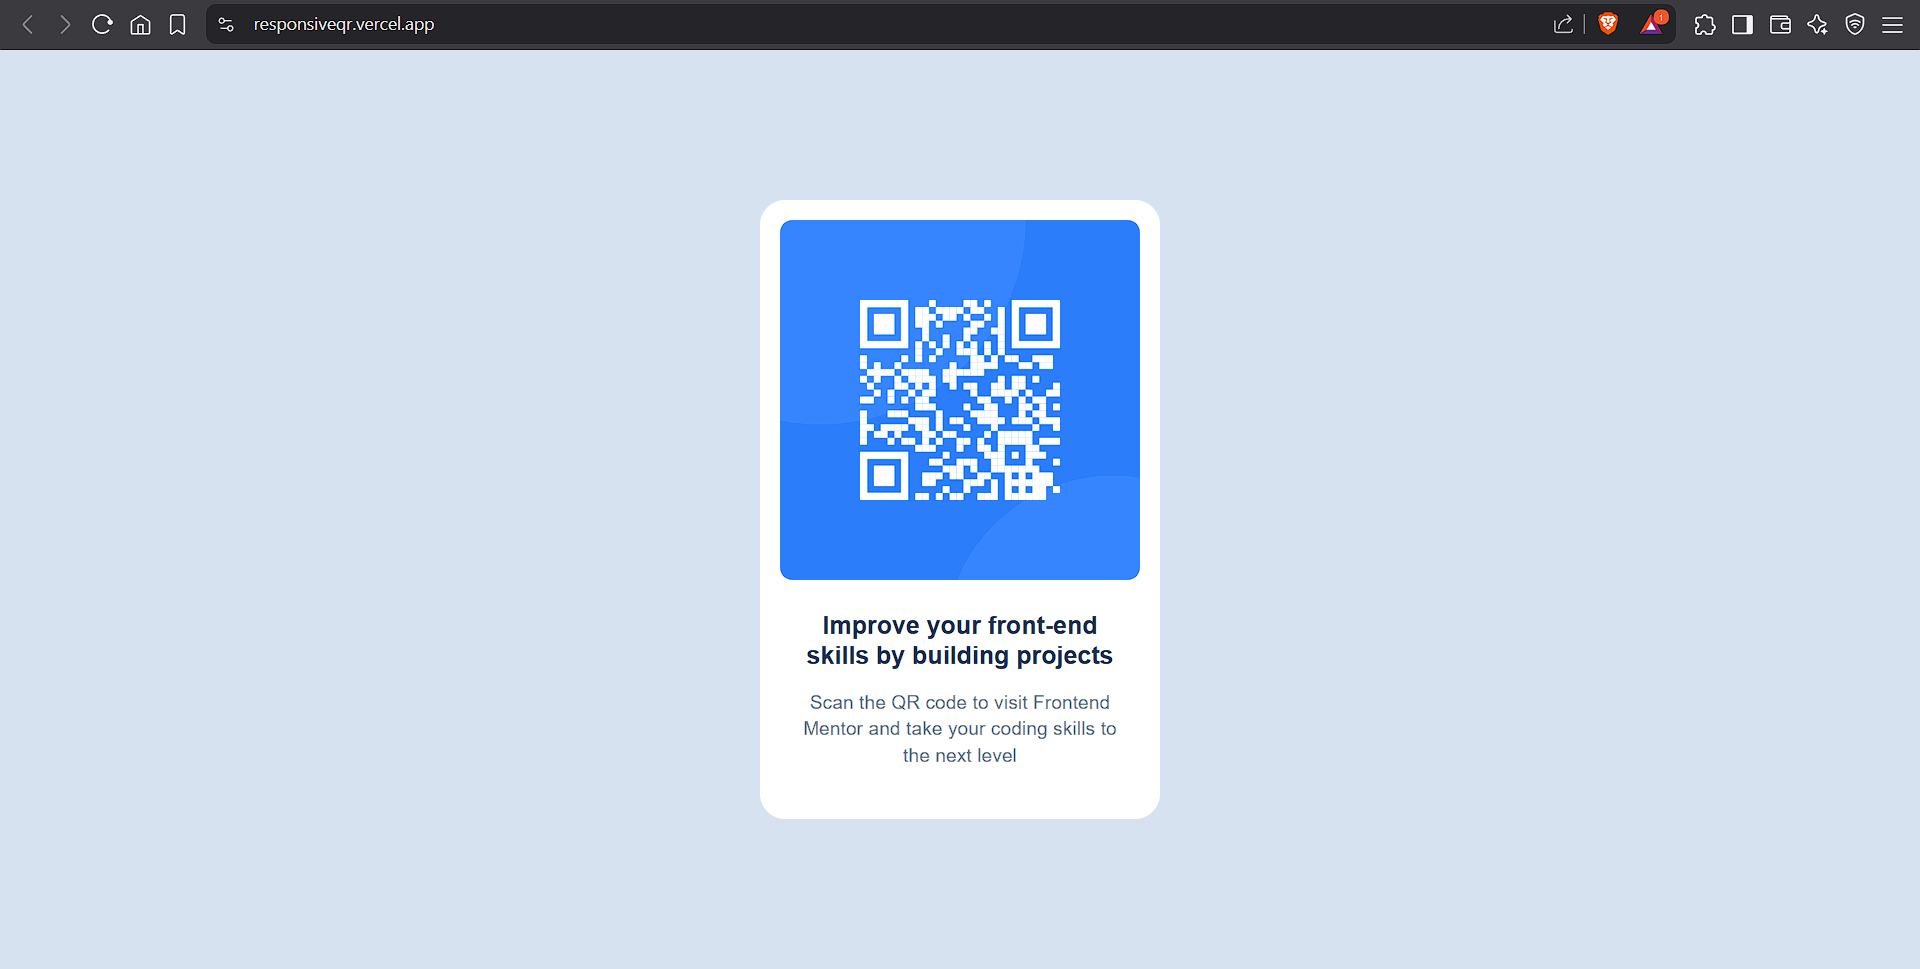 responsiveqr.vercel.app
1
Improve your front-end
skills by building projects
Scan the QR code to visit Frontend
Mentor and take your coding skills to
the next level